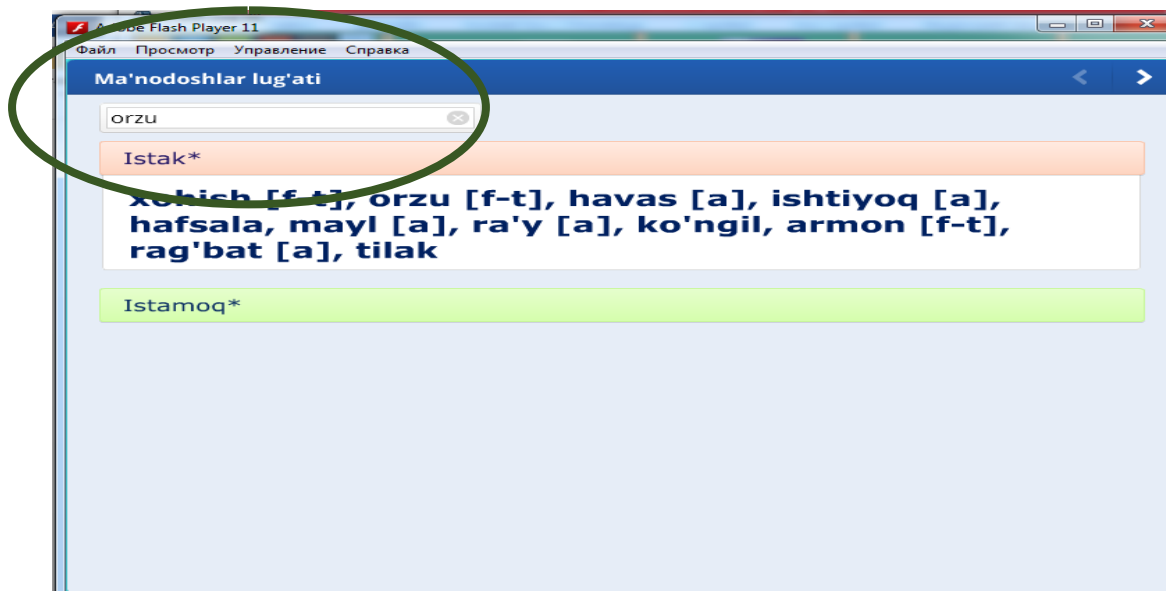 Adobe Flash Player 11
Файл Просмотр Управление Справка
Ma'nodoshlar lug'ati
orzu
Istak*
xohish [f-t], orzu [f-t], havas [a], ishtiyoq [a],
hafsala, mayl [a], ra'y [a], ko'ngil, armon [f-t],
rag'bat [a], tilak
Istamoq*